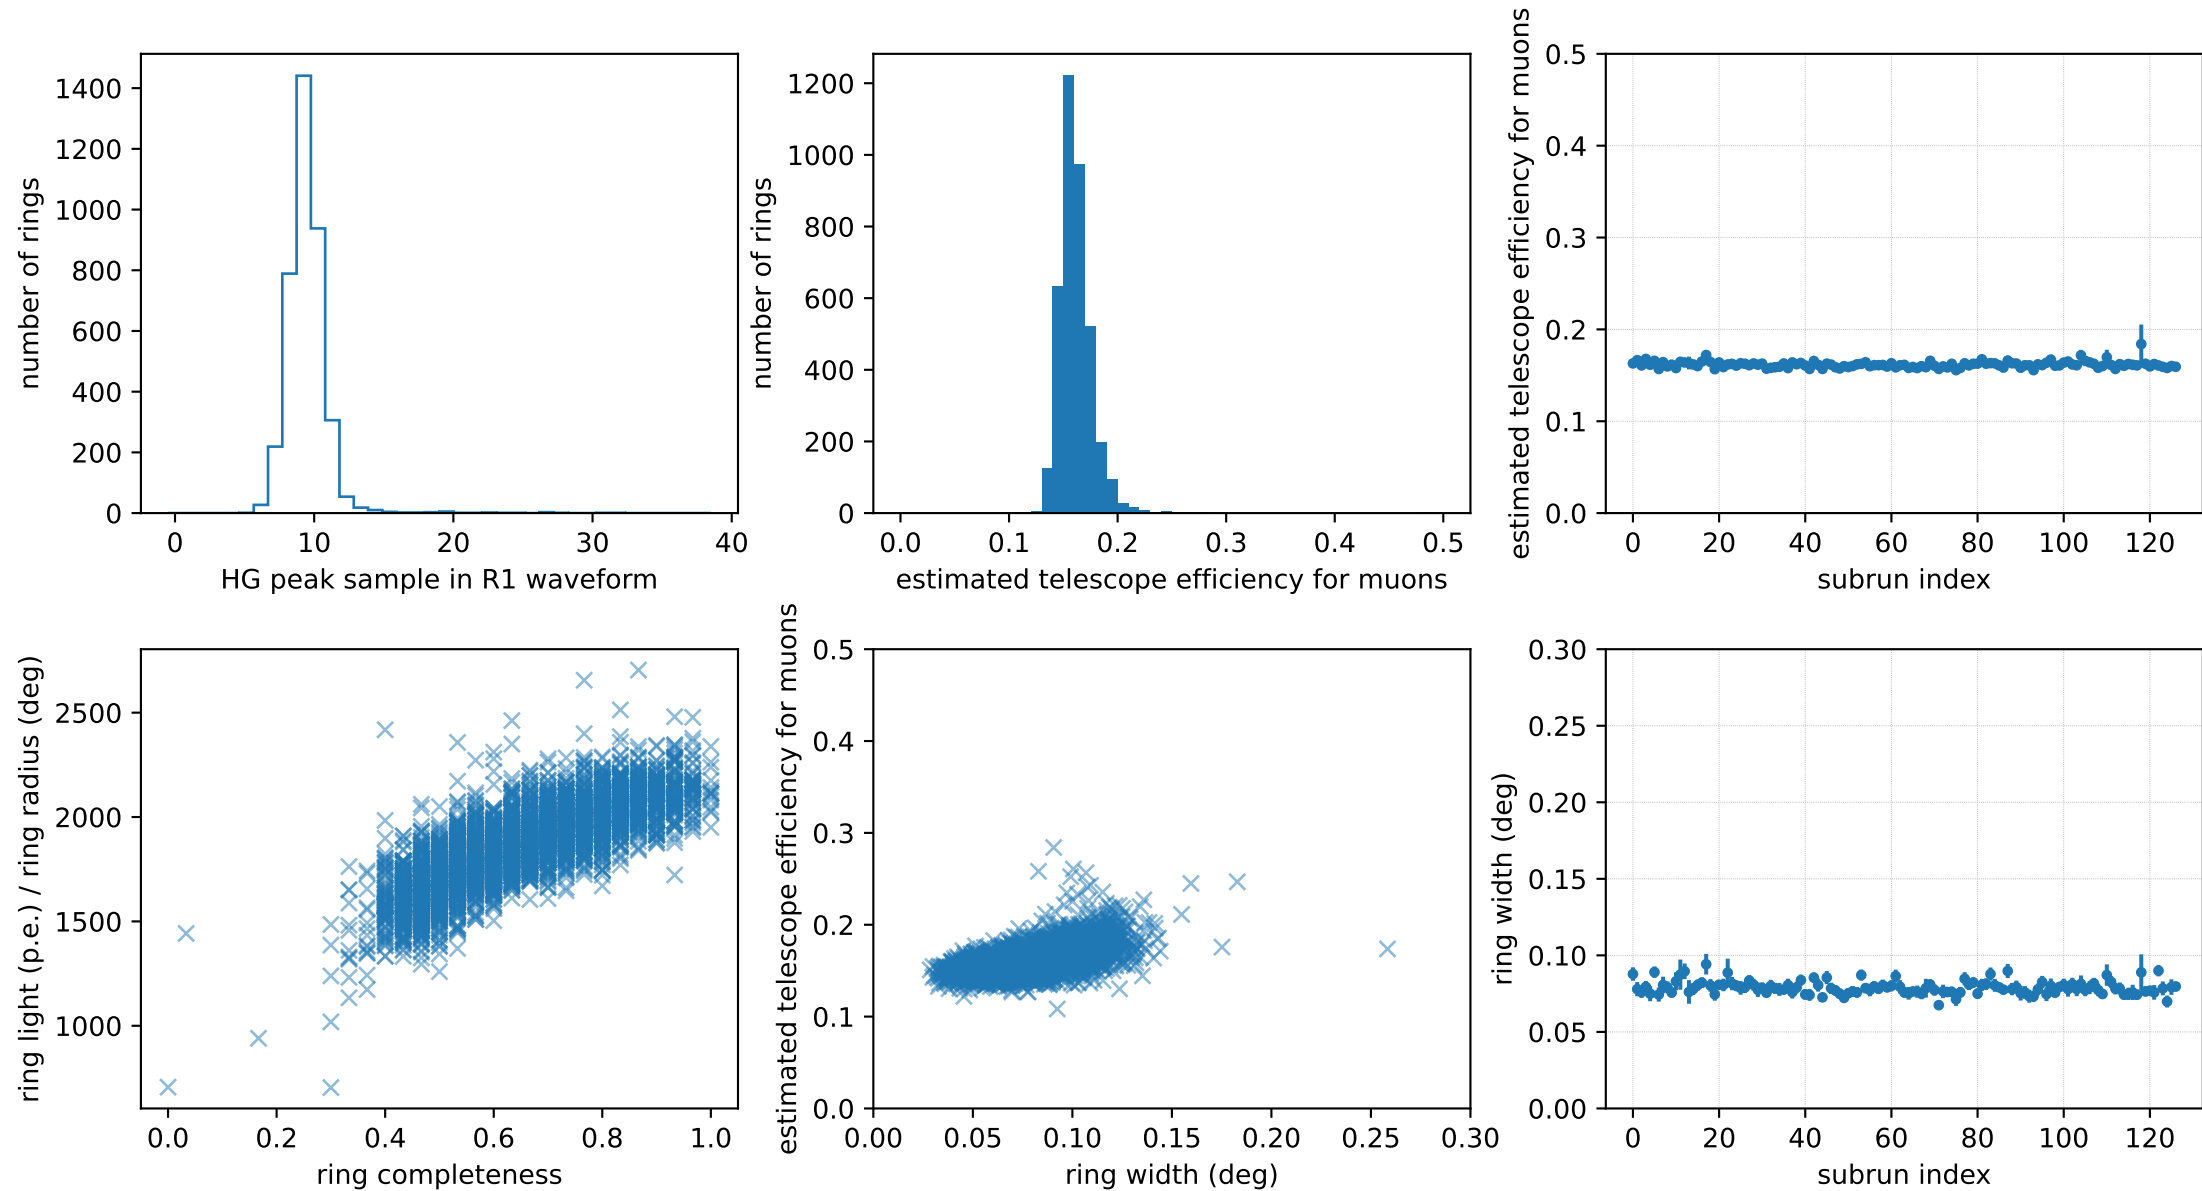 number of rings
1400
1200
1000
800
600
400
200
0
0 10 20 30 40
HG peak sample in R1 waveform
number of rings
1200
1000
800
600
400
200
0
0.0 0.1 0.2 0.3 0.4 0.5
estimated telescope efficiency for muons
estimated telescope efficiency for muons
0.5
0.4
0.3
0.2
0.1
0.0
0 20 40 60 80 100 120
subrun index
ring light (p.e.) / ring radius (deg)
2500
2000
1500
1000
0.0 0.2 0.4 0.6 0.8 1.0
ring completeness
estimated telescope efficiency for muons
0.5
0.4
0.3
0.2
0.1
0.0
0.00 0.05 0.10 0.15 0.20 0.25 0.30
ring width (deg)
ring width (deg)
0.30
0.25
0.20
0.15
0.10
0.05
0.00
0 20 40 60 80 100 120
subrun index